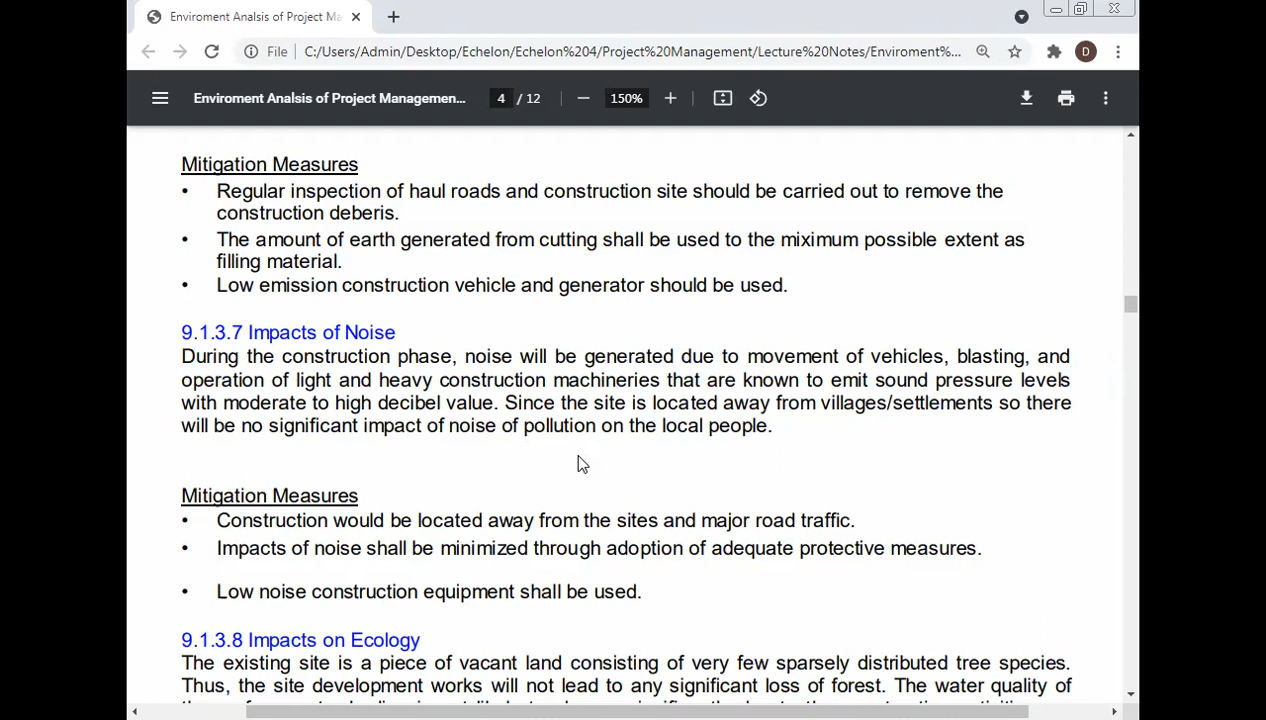 Enviroment Analsis of Project Ma
File C:/Users/Admin/Desktop/Echelon/Echelon%204/Project%20Management/Lecture%20Notes/Enviroment%... D
Enviroment Analsis of Project Managemen... 4 / 12 150%
Mitigation Measures
• Regular inspection of haul roads and construction site should be carried out to remove the
construction deberis.
• The amount of earth generated from cutting shall be used to the miximum possible extent as
filling material.
• Low emission construction vehicle and generator should be used.
9.1.3.7 Impacts of Noise
During the construction phase, noise will be generated due to movement of vehicles, blasting, and
operation of light and heavy construction machineries that are known to emit sound pressure levels
with moderate to high decibel value. Since the site is located away from villages/settlements so there
will be no significant impact of noise of pollution on the local people.
Mitigation Measures
• Construction would be located away from the sites and major road traffic.
• Impacts of noise shall be minimized through adoption of adequate protective measures.
• Low noise construction equipment shall be used.
9.1.3.8 Impacts on Ecology
The existing site is a piece of vacant land consisting of very few sparsely distributed tree species.
Thus, the site development works will not lead to any significant loss of forest. The water quality of